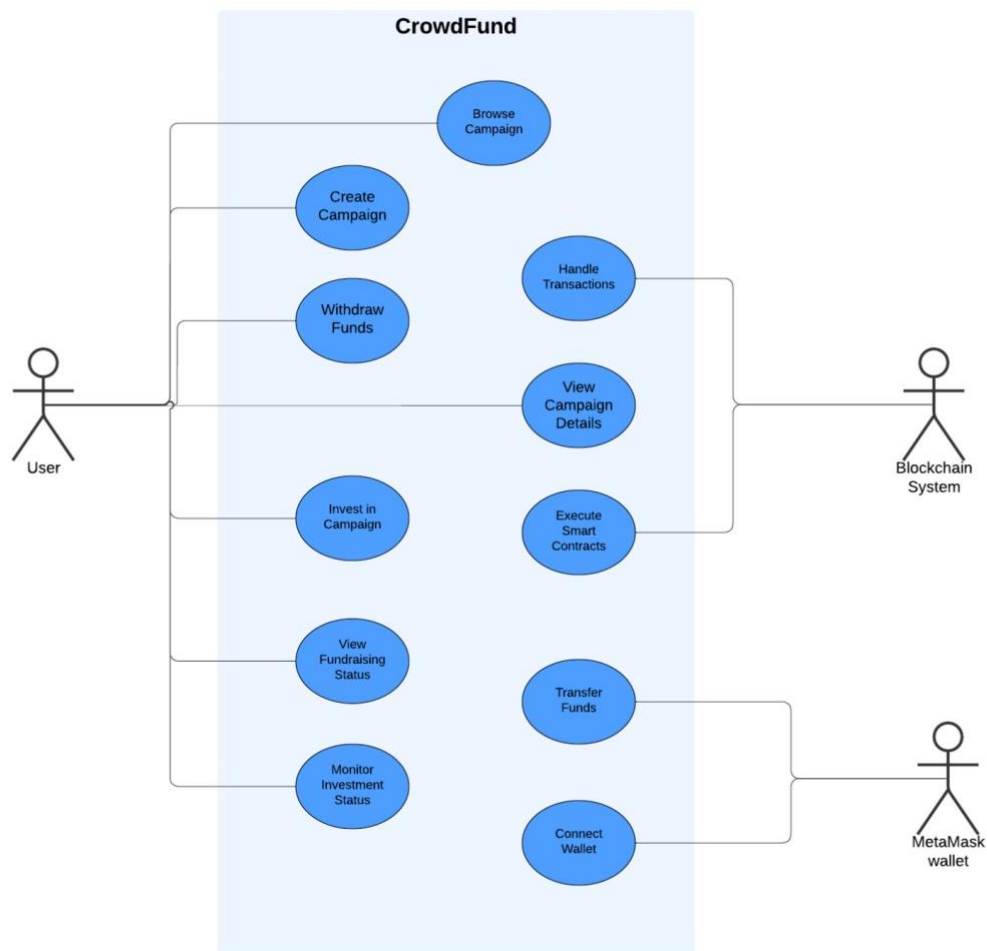 CrowdFund
Browse
Campaign
Create
Campaign
Handle
Transactions
Withdraw
Funds
View
Campaign
Details
User
Blockchain
System
Invest in
Campaign
Execute
Smart
Contracts
View
Fundraising
Status
Transfer
Funds
Monitor
Investment
Status
Connect
Wallet
MetaMask
wallet